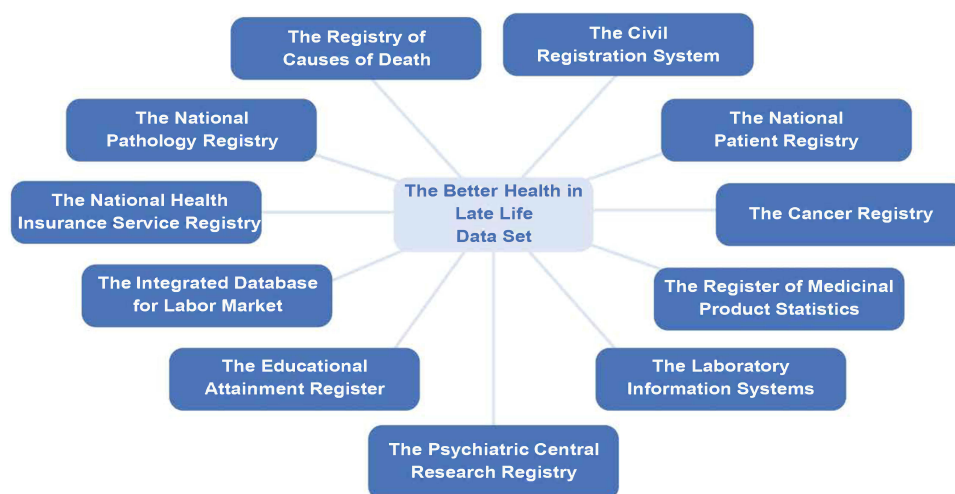 The Registry of
Causes of Death
The Civil
Registration System
The National
Pathology Registry
The National
Patient Registry
The Better Health in
Late Life
Data Set
The National Health
Insurance Service Registry
The Cancer Registry
The Integrated Database
for Labor Market
The Register of Medicinal
Product Statistics
The Educational
Attainment Register
The Laboratory
Information Systems
The Psychiatric Central
Research Registry